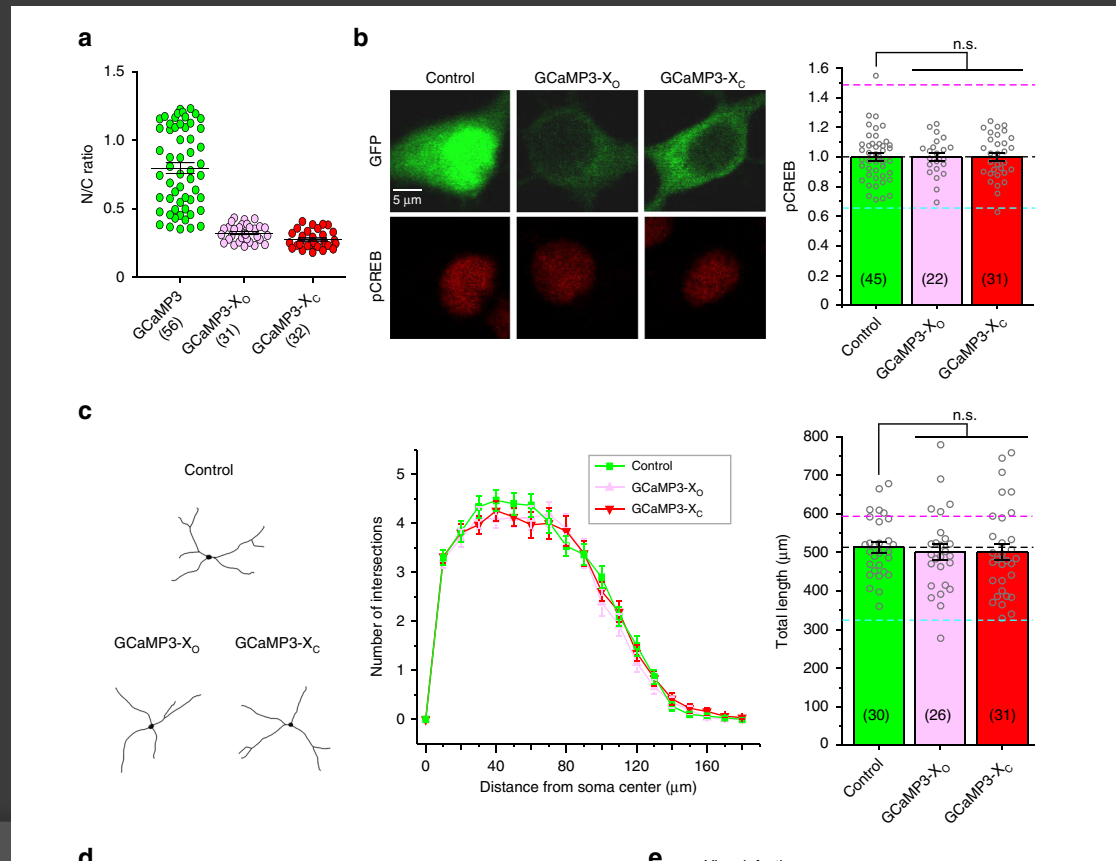 a
1.5
1.0
0.5
0
N/C ratio
GCaMP3
(56)
GCaMP3-XO
(31)
GCaMP3-XC
(32)
b
Control
GCaMP3-XO
GCaMP3-XC
GFP
5 μm
pCREB
n.s.
1.6
1.4
1.2
1.0
0.8
0.6
0.4
0.2
0
pCREB
(45)
(22)
(31)
Control
GCaMP3-XO
GCaMP3-XC
c
Control
GCaMP3-XO
GCaMP3-XC
5
4
3
2
1
0
Number of intersections
Control
GCaMP3-XO
GCaMP3-XC
0
40
80
120
160
Distance from soma center (μm)
n.s.
800
700
600
500
400
300
200
100
0
Total length (μm)
(30)
(26)
(31)
Control
GCaMP3-XO
GCaMP3-XC
d
e